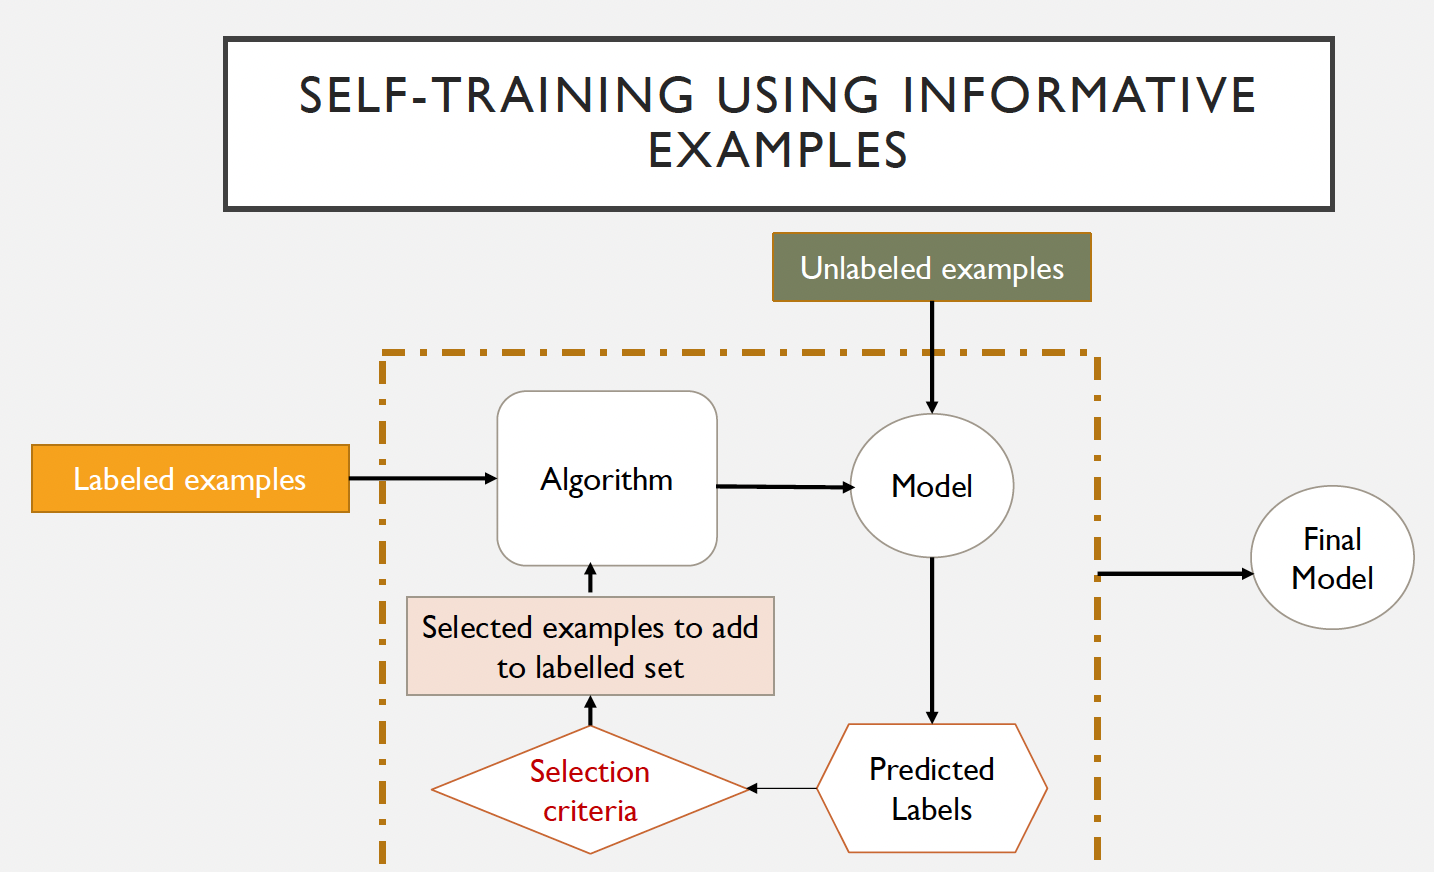 SELF-TRAINING USING INFORMATIVE
EXAMPLES
Unlabeled examples
Labeled examples
Algorithm
Model
Final
Model
Selected examples to add
to labelled set
Selection
criteria
Predicted
Labels